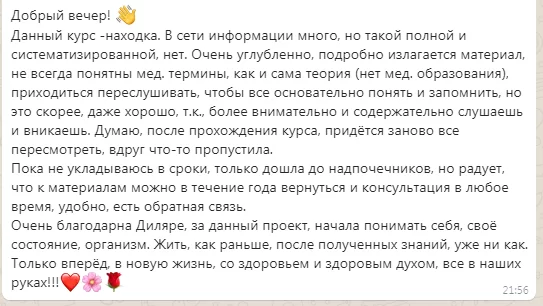 Добрый вечер! 👋
Данный курс -находка. В сети информации много, но такой полной и
систематизированной, нет. Очень углубленно, подробно излагается материал,
не всегда понятны мед. термины, как и сама теория (нет мед. образования),
приходиться переслушивать, чтобы все основательно понять и запомнить, но
это скорее, даже хорошо, т.к., более внимательно и содержательно слушаешь
и вникаешь. Думаю, после прохождения курса, придётся заново все
пересмотреть, вдруг что-то пропустила.
Пока не укладываюсь в сроки, только дошла до надпочечников, но радует,
что к материалам можно в течение года вернуться и консультация в любое
время, удобно, есть обратная связь.
Очень благодарна Диляре, за данный проект, начала понимать себя, своё
состояние, организм. Жить, как раньше, после полученных знаний, уже ни как.
Только вперёд, в новую жизнь, со здоровьем и здоровым духом, все в наших
руках!!!❤️🌸🌹
21:56